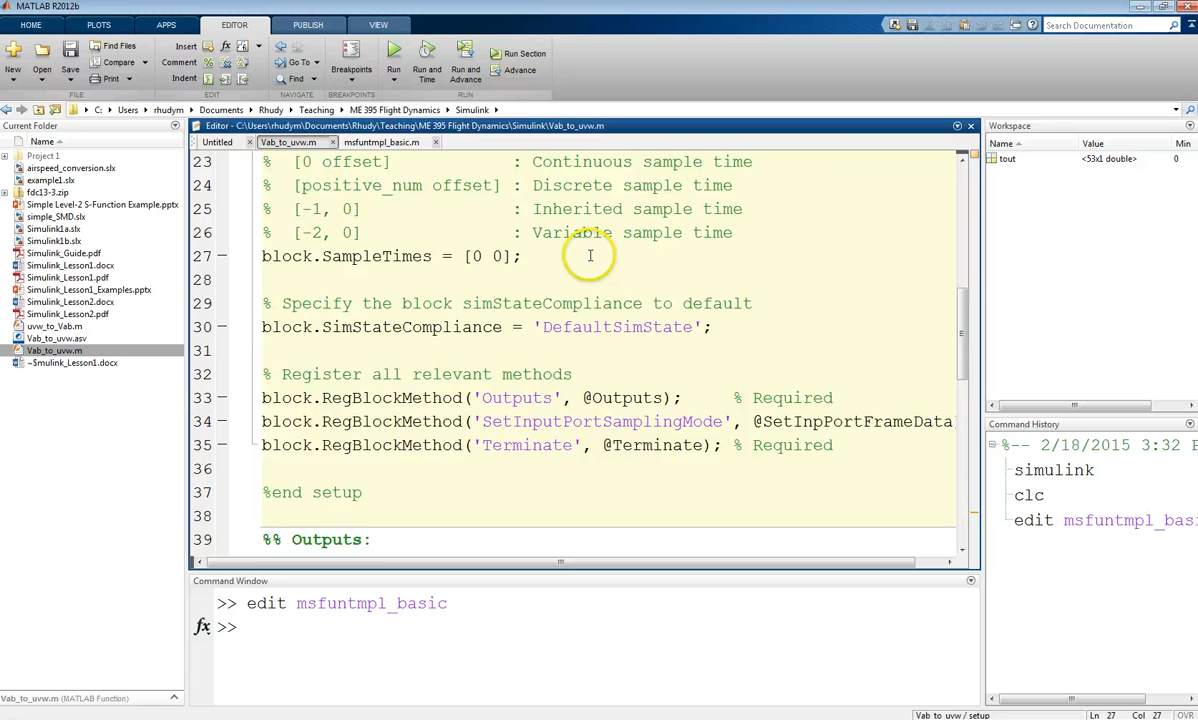 MATLAB R2012b
HOME PLOTS APPS EDITOR PUBLISH VIEW
Search Documentation
New Open Save Find Files Compare Print
Insert Comment Indent
Go To Find
Breakpoints
Run Run and Time Run and Advance Run Section Advance
FILE EDIT NAVIGATE BREAKPOINTS RUN
C: Users rhudym Documents Rhudy Teaching ME 395 Flight Dynamics Simulink
Current Folder
Name
Project 1
airspeed_conversion.slx
example1.slx
fdc13-3.zip
Simple Level-2 S-Function Example.pptx
simple_SMD.slx
Simulink1a.slx
Simulink1b.slx
Simulink_Guide.pdf
Simulink_Lesson1.docx
Simulink_Lesson1.pdf
Simulink_Lesson1_Examples.pptx
Simulink_Lesson2.docx
Simulink_Lesson2.pdf
uvw_to_Vab.m
Vab_to_uvw.asv
Vab_to_uvw.m
~$mulink_Lesson1.docx
Vab_to_uvw.m (MATLAB Function)
Editor - C:\Users\rhudym\Documents\Rhudy\Teaching\ME 395 Flight Dynamics\Simulink\Vab_to_uvw.m
Untitled Vab_to_uvw.m msfuntmpl_basic.m
23 % [0 offset] : Continuous sample time
24 % [positive_num offset] : Discrete sample time
25 % [-1, 0] : Inherited sample time
26 % [-2, 0] : Variable sample time
27 block.SampleTimes = [0 0];
28
29 % Specify the block simStateCompliance to default
30 block.SimStateCompliance = 'DefaultSimState';
31
32 % Register all relevant methods
33 block.RegBlockMethod('Outputs', @Outputs); % Required
34 block.RegBlockMethod('SetInputPortSamplingMode', @SetInpPortFrameData)
35 block.RegBlockMethod('Terminate', @Terminate); % Required
36
37 %end setup
38
39 %% Outputs:
Command Window
>> edit msfuntmpl_basic
fx >>
Workspace
Name Value M
tout <53x1 double> 0
Command History
%-- 2/18/2015 3:32 P
simulink
clc
edit msfuntmpl_bas
Vab_to_uvw / setup Ln 27 Col 27 OVR